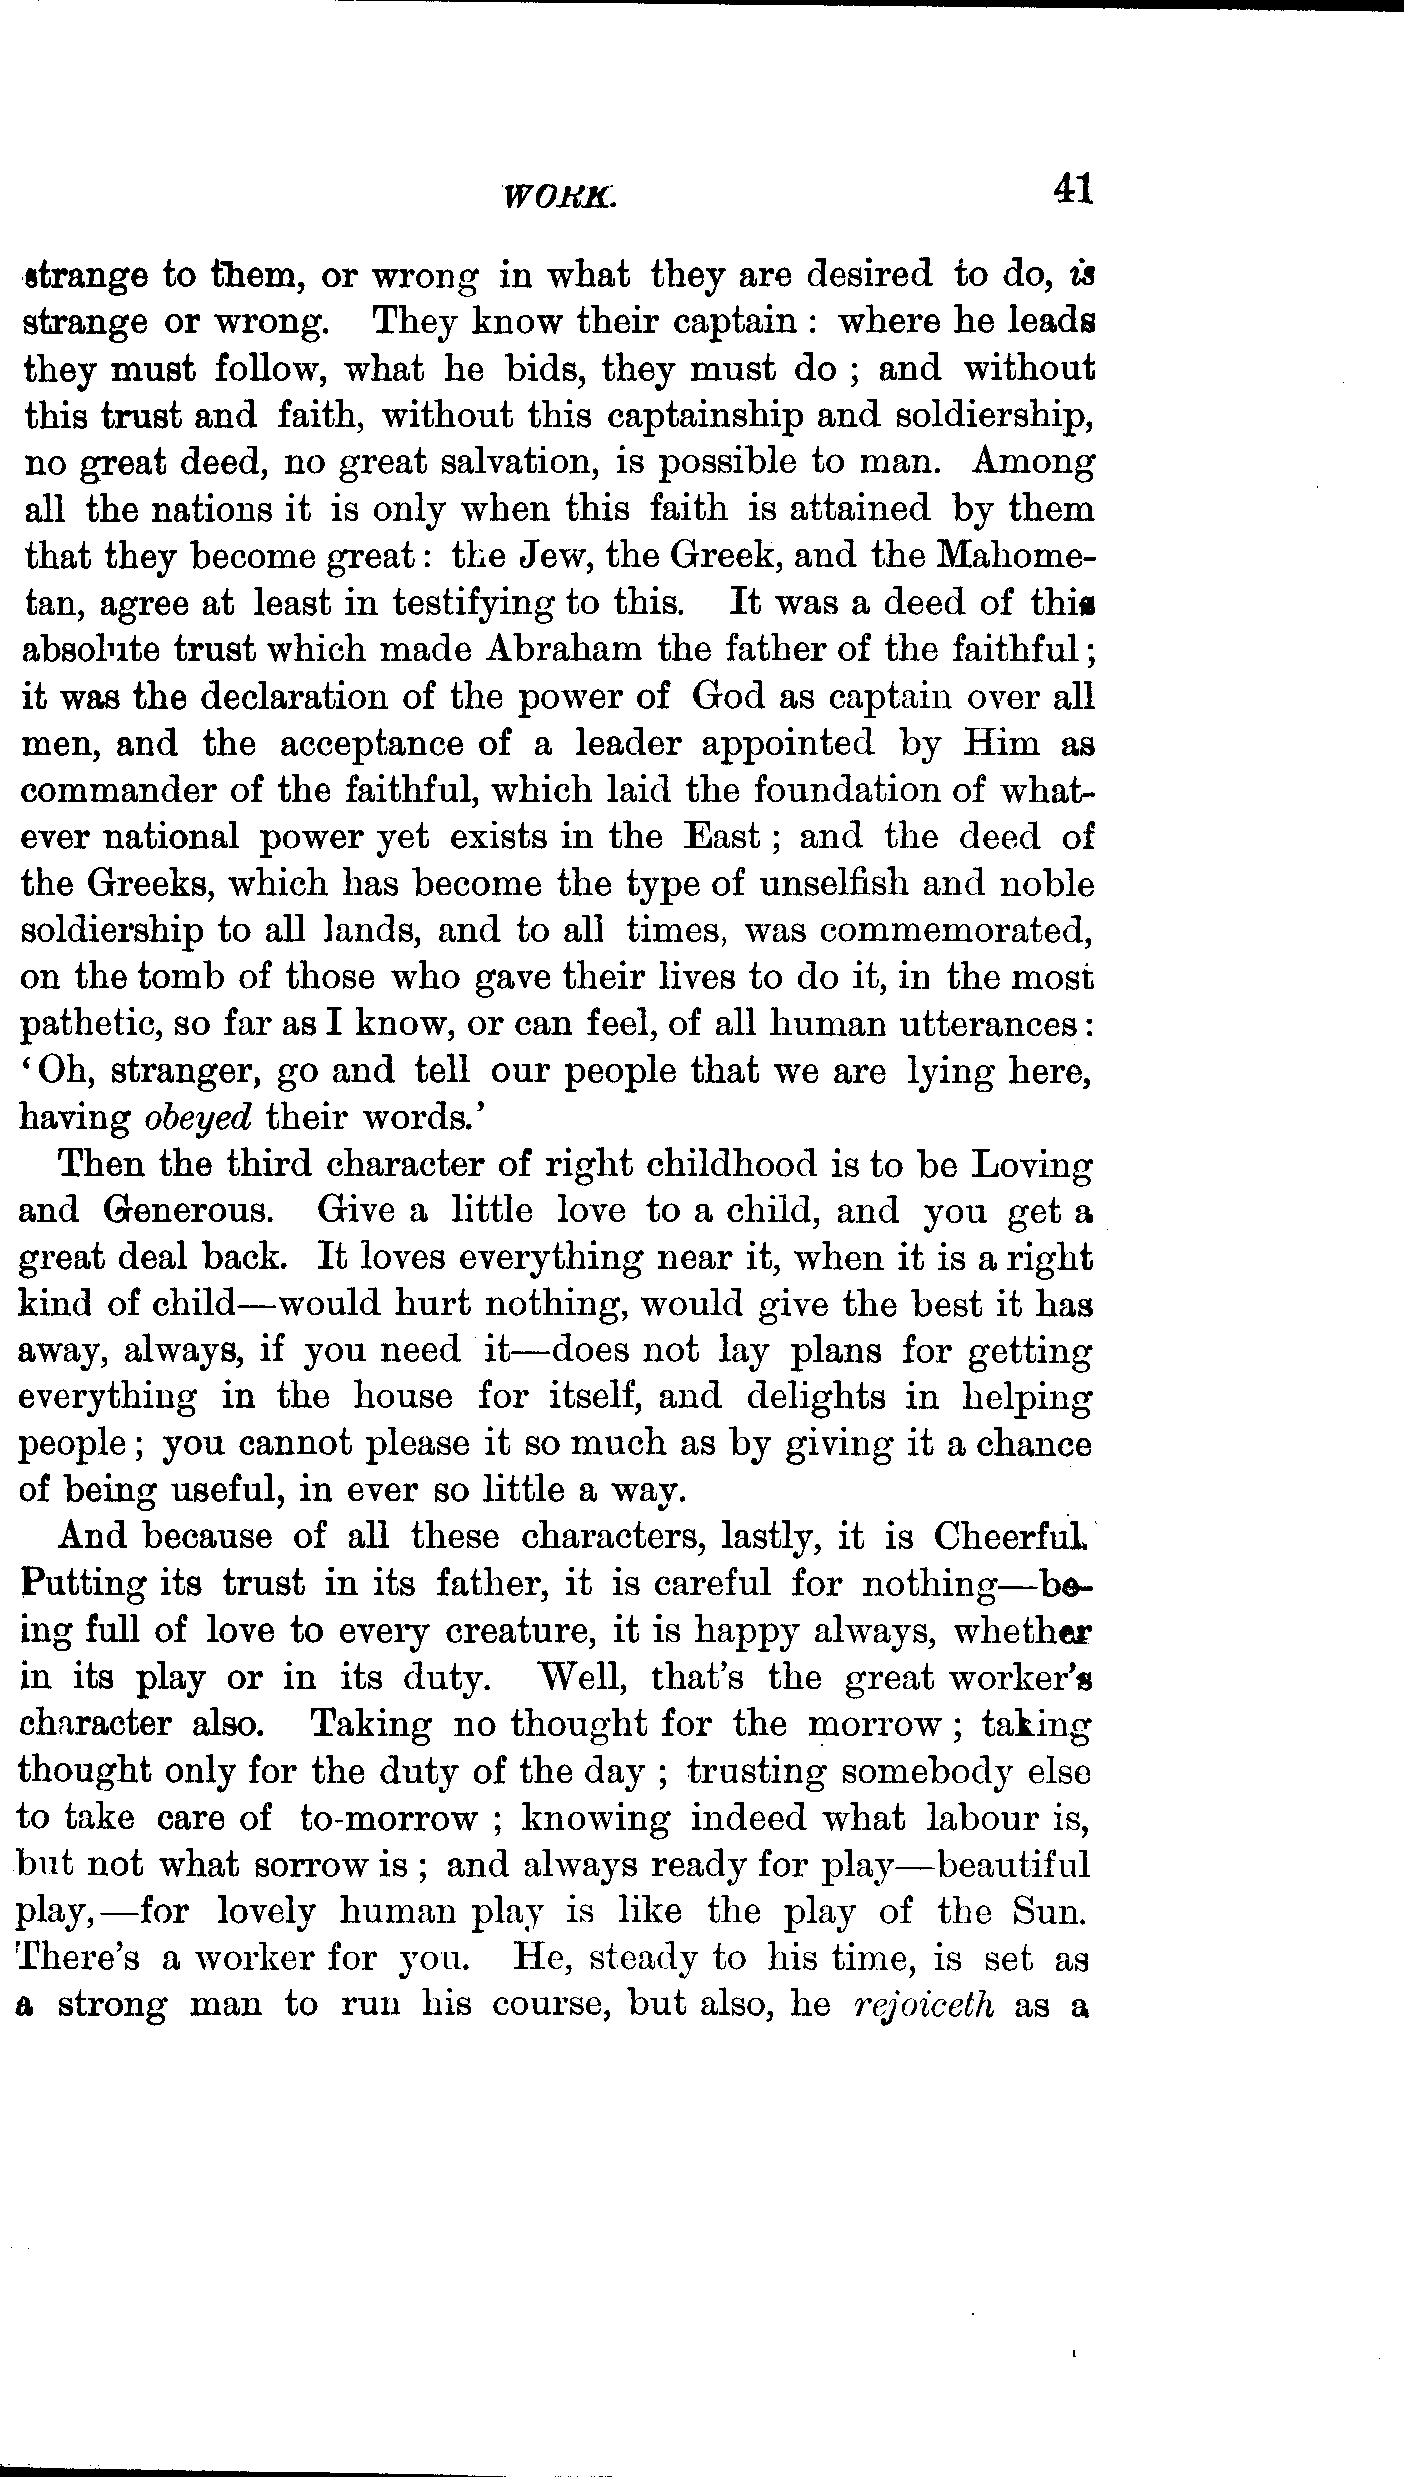 WORK. 41
strange to them, or wrong in what they are desired to do, is
strange or wrong. They know their captain : where he leads
they must follow, what he bids, they must do ; and without
this trust and faith, without this captainship and soldiership,
no great deed, no great salvation, is possible to man. Among
all the nations it is only when this faith is attained by them
that they become great : the Jew, the Greek, and the Mahome-
tan, agree at least in testifying to this. It was a deed of this
absolute trust which made Abraham the father of the faithful ;
it was the declaration of the power of God as captain over all
men, and the acceptance of a leader appointed by Him as
commander of the faithful, which laid the foundation of what-
ever national power yet exists in the East ; and the deed of
the Greeks, which has become the type of unselfish and noble
soldiership to all lands, and to all times, was commemorated,
on the tomb of those who gave their lives to do it, in the most
pathetic, so far as I know, or can feel, of all human utterances :
‘ Oh, stranger, go and tell our people that we are lying here,
having obeyed their words.’
Then the third character of right childhood is to be Loving
and Generous. Give a little love to a child, and you get a
great deal back. It loves everything near it, when it is a right
kind of child—would hurt nothing, would give the best it has
away, always, if you need it—does not lay plans for getting
everything in the house for itself, and delights in helping
people ; you cannot please it so much as by giving it a chance
of being useful, in ever so little a way.
And because of all these characters, lastly, it is Cheerful.
Putting its trust in its father, it is careful for nothing—be-
ing full of love to every creature, it is happy always, whether
in its play or in its duty. Well, that's the great worker's
character also. Taking no thought for the morrow ; taking
thought only for the duty of the day ; trusting somebody else
to take care of to-morrow ; knowing indeed what labour is,
but not what sorrow is ; and always ready for play—beautiful
play,—for lovely human play is like the play of the Sun.
There's a worker for you. He, steady to his time, is set as
a strong man to run his course, but also, he rejoiceth as a